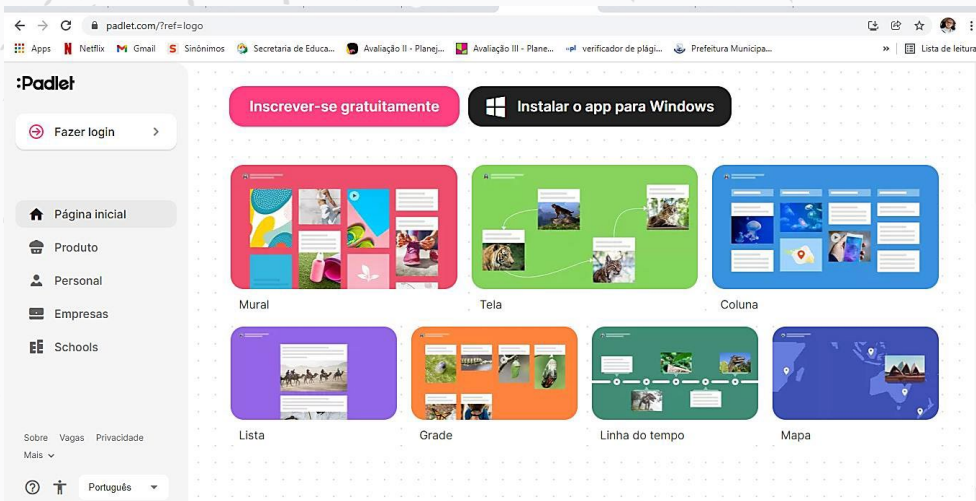 padlet.com/?ref=logo
Apps Netflix Gmail Sinônimos Secretaria de Educa... Avaliação II - Planej... Avaliação III - Plane... verificador de plági... Prefeitura Municipa... » Lista de leitura
:Padlet
Fazer login
Página inicial
Produto
Personal
Empresas
Schools
Sobre Vagas Privacidade
Mais
Português
Inscrever-se gratuitamente
Instalar o app para Windows
Mural
Tela
Coluna
Lista
Grade
Linha do tempo
Mapa